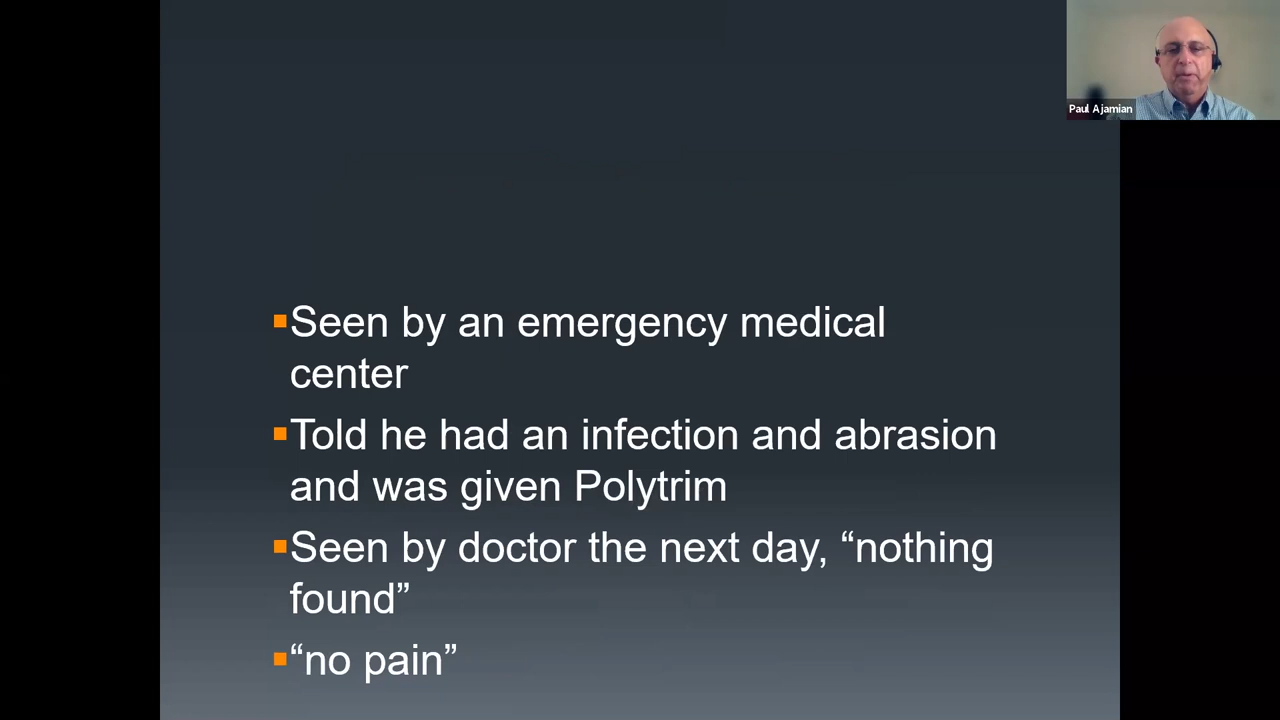 Paul Ajamian
Seen by an emergency medical
center
Told he had an infection and abrasion
and was given Polytrim
Seen by doctor the next day, “nothing
found”
“no pain”